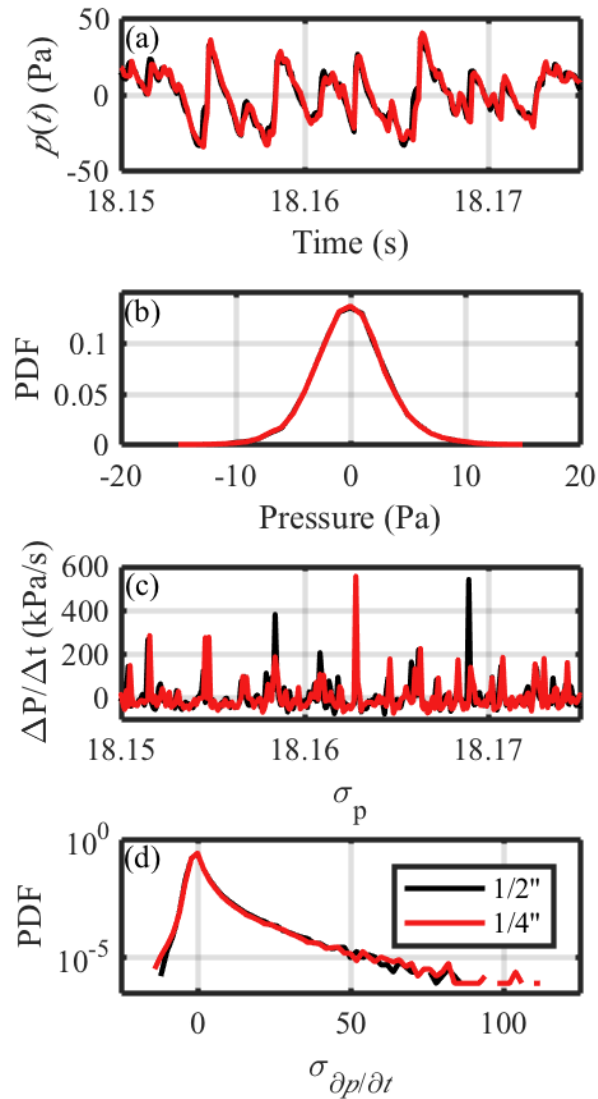 (a)
p(t) (Pa)
50
0
-50
18.15 18.16 18.17
Time (s)
(b)
PDF
0.1
0.05
0
-20 -10 0 10 20
Pressure (Pa)
(c)
ΔP/Δt (kPa/s)
600
400
200
0
18.15 18.16 18.17
σp
(d)
PDF
10^0
10^-5
1/2"
1/4"
0 50 100
σ∂p/∂t